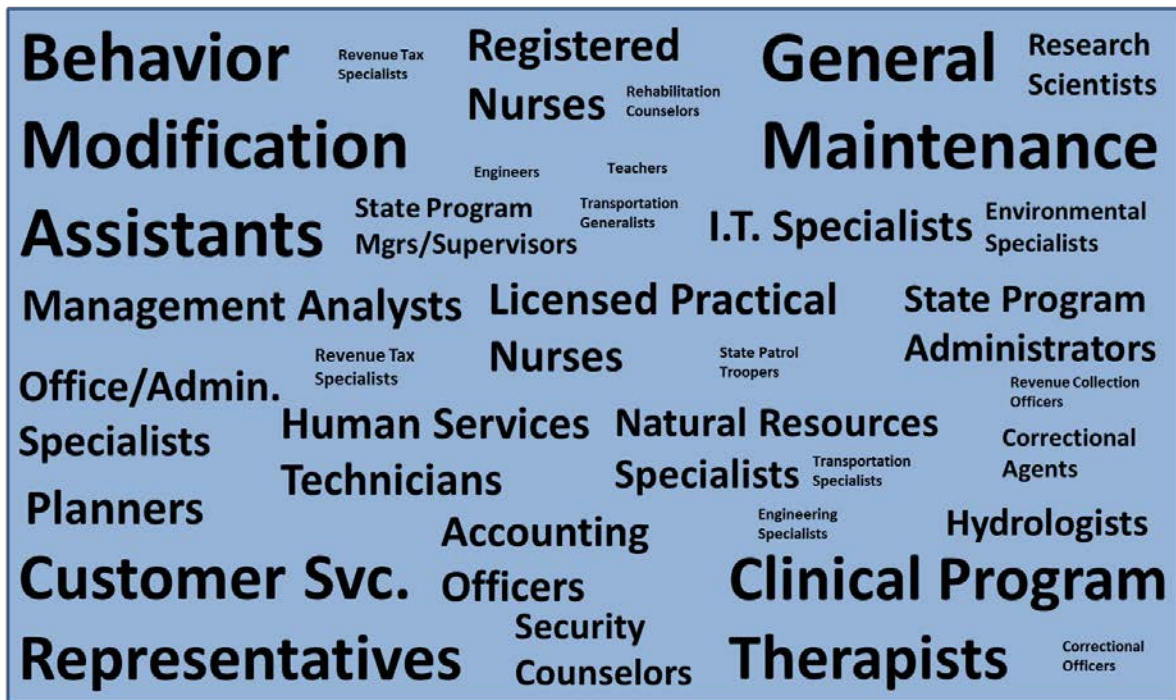 Behavior
Modification
Assistants
Revenue Tax
Specialists
Registered
Nurses
Rehabilitation
Counselors
General
Maintenance
Research
Scientists
Engineers
Teachers
State Program
Mgrs/Supervisors
Transportation
Generalists
I.T. Specialists
Environmental
Specialists
Management Analysts
Licensed Practical
Nurses
State Program
Administrators
Office/Admin.
Specialists
Revenue Tax
Specialists
State Patrol
Troopers
Revenue Collection
Officers
Human Services
Technicians
Natural Resources
Specialists
Transportation
Specialists
Correctional
Agents
Planners
Accounting
Officers
Engineering
Specialists
Hydrologists
Customer Svc.
Representatives
Security
Counselors
Clinical Program
Therapists
Correctional
Officers